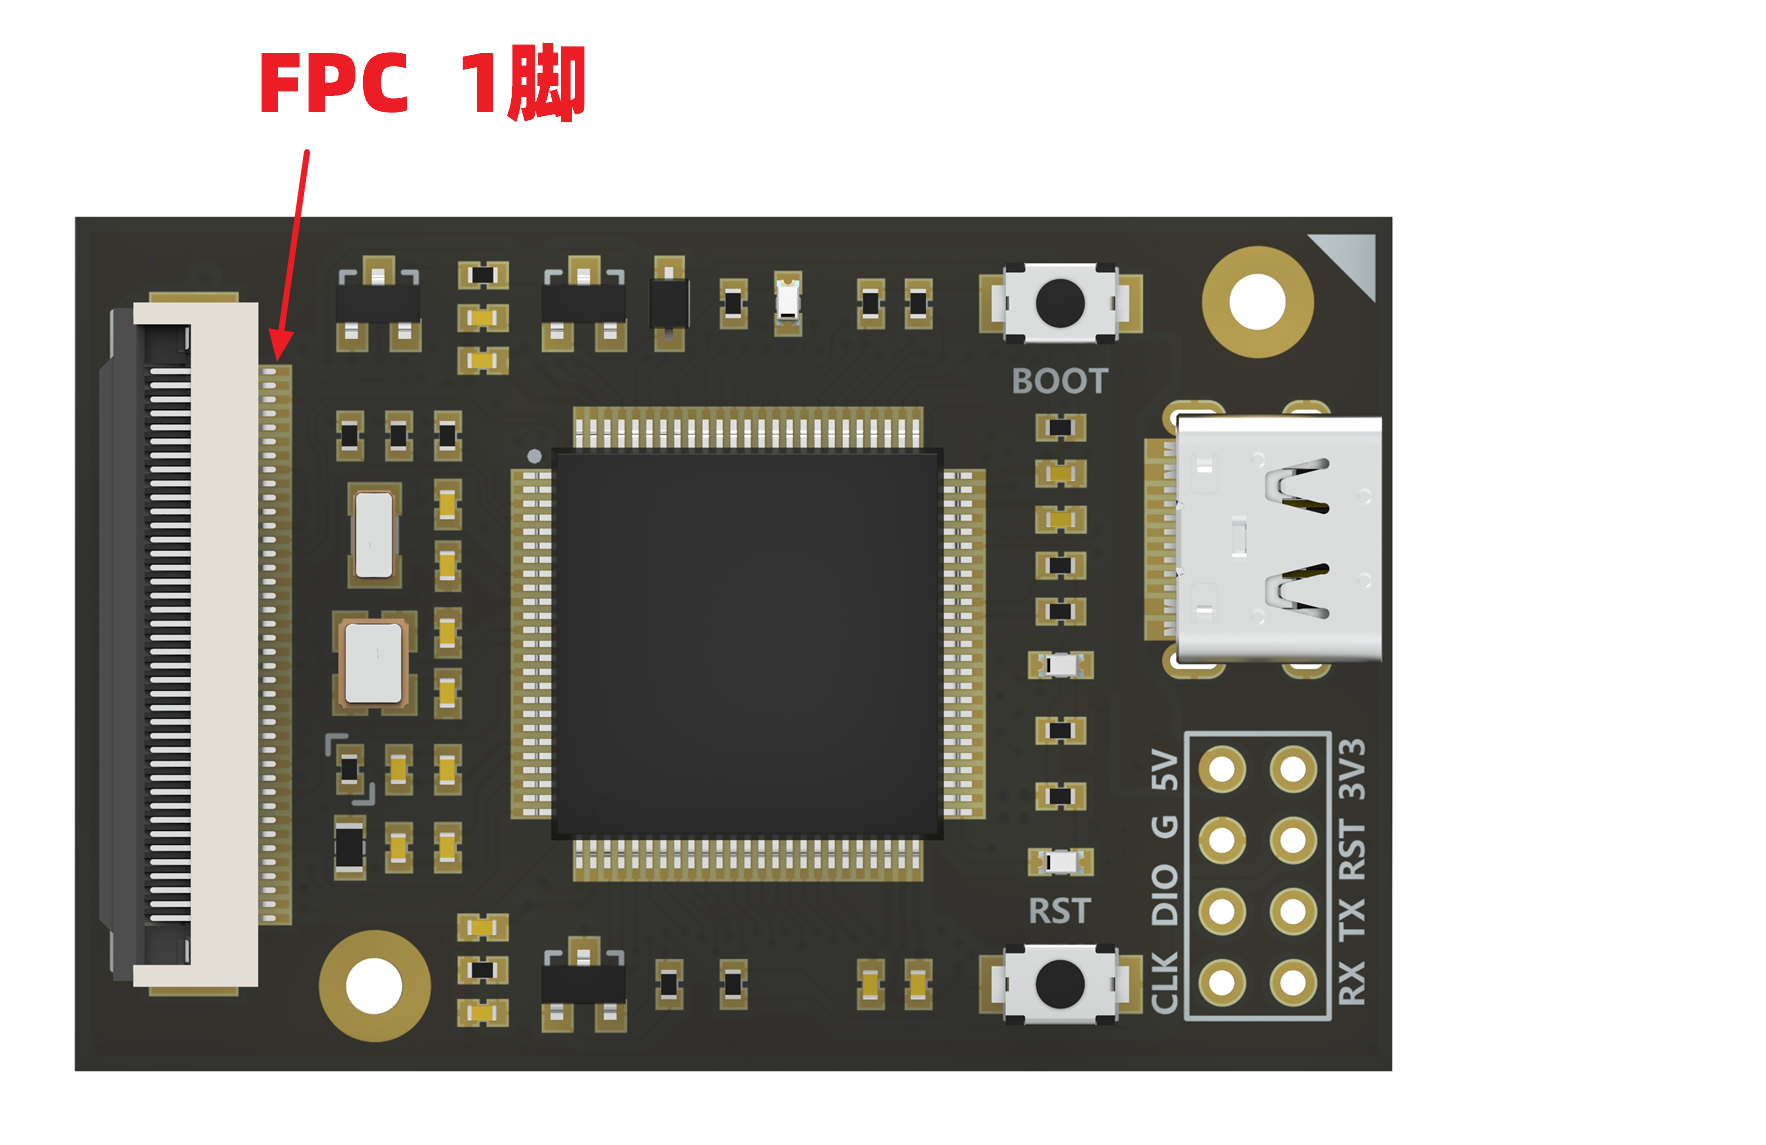 FPC 1脚
BOOT
RST
5V
G
DIO
CLK
3V3
RST
TX
RX